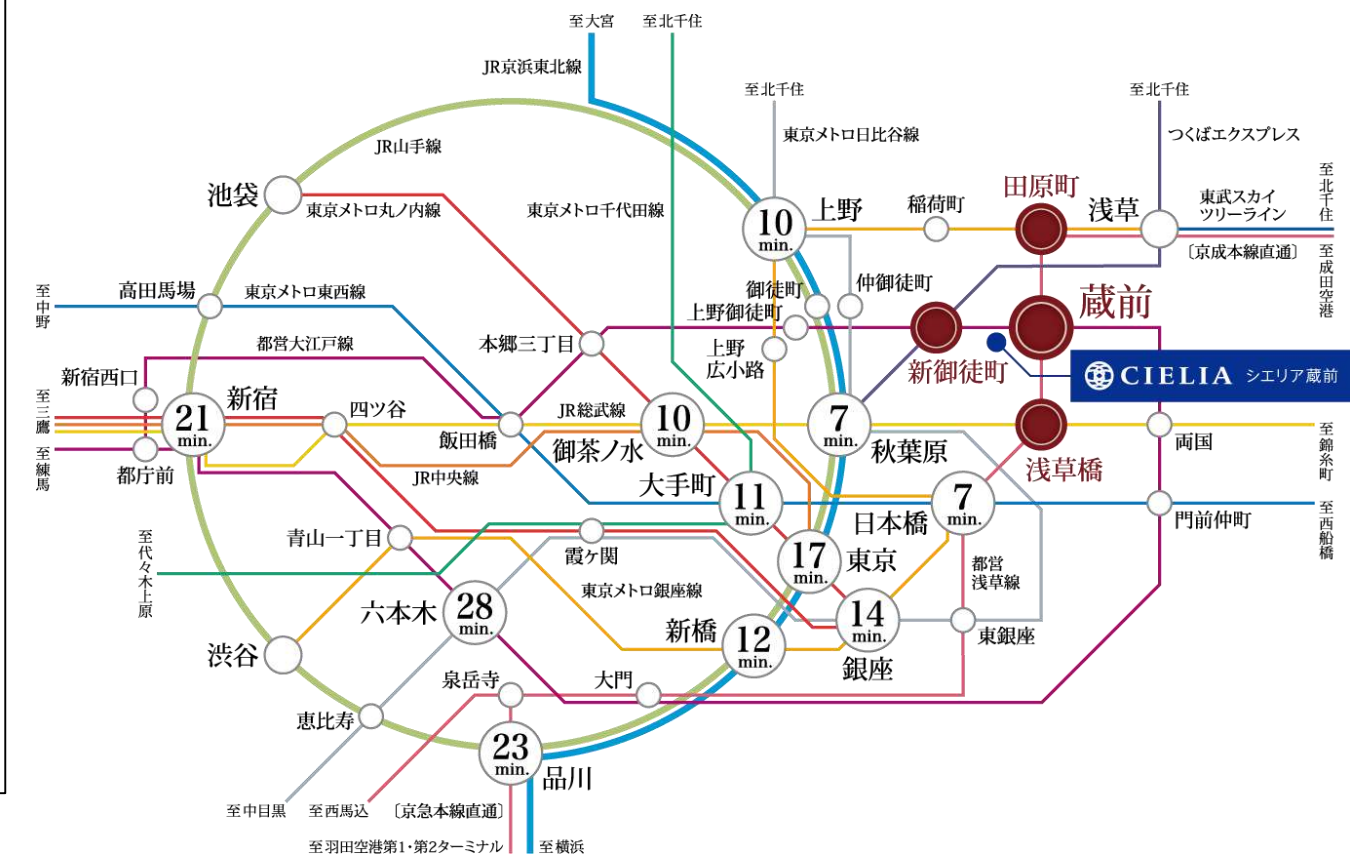 至大宮
至北千住
JR京浜東北線
至北千住
至北千住
東京メトロ日比谷線
つくばエクスプレス
JR山手線
至北千住
田原町
池袋
東京メトロ丸ノ内線
東京メトロ千代田線
10
min.
上野
稲荷町
浅草
東武スカイ
ツリーライン
〔京成本線直通〕
至成田空港
至中野
高田馬場
東京メトロ東西線
御徒町
仲御徒町
上野御徒町
蔵前
都営大江戸線
本郷三丁目
上野
広小路
新御徒町
CIELIA シエリア蔵前
新宿西口
至三鷹
21
min.
新宿
四ツ谷
飯田橋
JR総武線
10
min.
御茶ノ水
7
min.
秋葉原
浅草橋
両国
至錦糸町
至練馬
都庁前
JR中央線
大手町
11
min.
日本橋
7
min.
門前仲町
至西船橋
至代々木上原
青山一丁目
霞ヶ関
17
min.
東京
都営
浅草線
六本木
28
min.
東京メトロ銀座線
新橋
12
min.
14
min.
銀座
東銀座
渋谷
泉岳寺
大門
恵比寿
23
min.
品川
至中目黒
至西馬込
〔京急本線直通〕
至羽田空港第1・第2ターミナル
至横浜